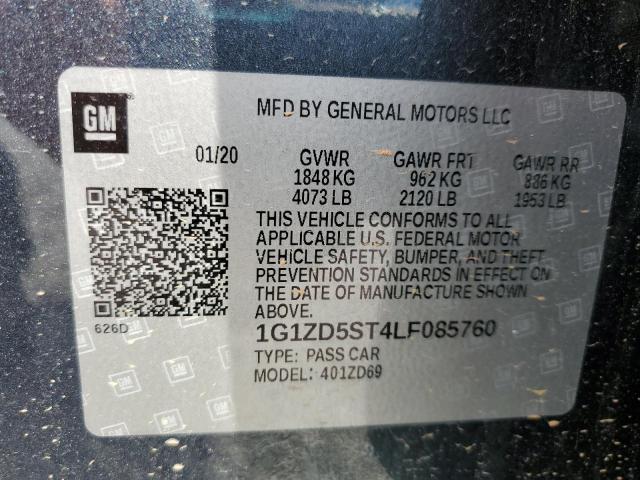 GM
MFD BY GENERAL MOTORS LLC
01/20 GVWR GAWR FRT GAWR RR
1848 KG 962 KG 886 KG
4073 LB 2120 LB 1953 LB
THIS VEHICLE CONFORMS TO ALL
APPLICABLE U.S. FEDERAL MOTOR
VEHICLE SAFETY, BUMPER, AND THEFT
PREVENTION STANDARDS IN EFFECT ON
THE DATE OF MANUFACTURE SHOWN
ABOVE.
626D
1G1ZD5ST4LF085760
TYPE: PASS CAR
MODEL: 401ZD69